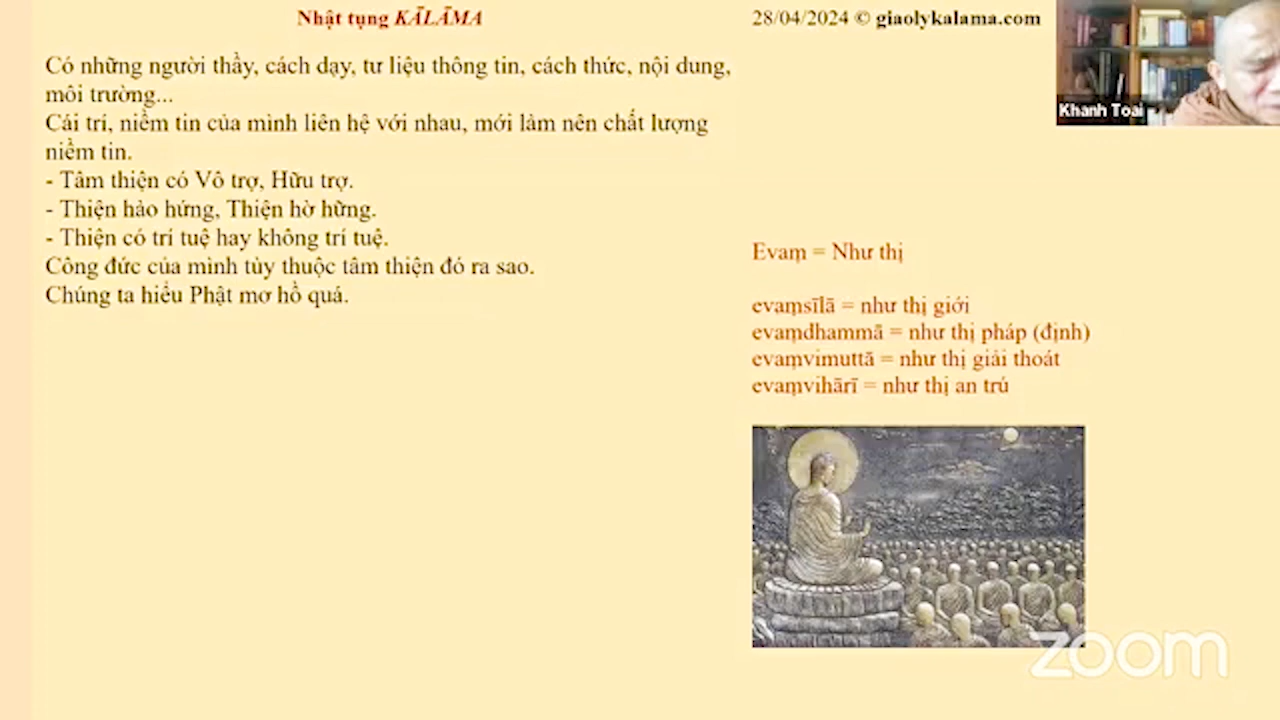 Nhật tụng KĀLĀMA
28/04/2024 © giaolykalama.com
Khanh Toai
Có những người thầy, cách dạy, tư liệu thông tin, cách thức, nội dung,
môi trường...
Cái trí, niềm tin của mình liên hệ với nhau, mới làm nên chất lượng
niềm tin.
- Tâm thiện có Vô trợ, Hữu trợ.
- Thiện hảo hứng, Thiện hờ hững.
- Thiện có trí tuệ hay không trí tuệ.
Công đức của mình tùy thuộc tâm thiện đó ra sao.
Chúng ta hiểu Phật mơ hồ quá.
Evaṃ = Như thị
evaṃsīlā = như thị giới
evaṃdhammā = như thị pháp (định)
evaṃvimuttā = như thị giải thoát
evaṃvihārī = như thị an trú
zoom